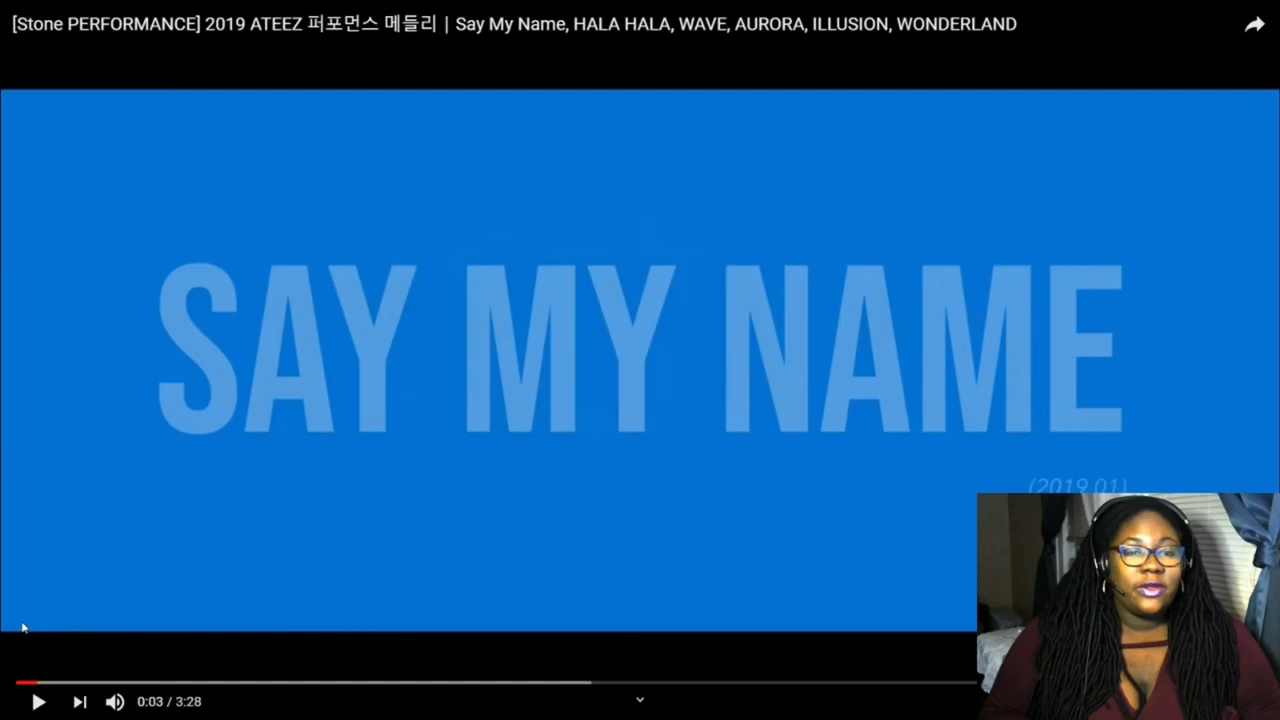 [Stone PERFORMANCE] 2019 ATEEZ 퍼포먼스 메들리 | Say My Name, HALA HALA, WAVE, AURORA, ILLUSION, WONDERLAND
SAY MY NAME
(2019.01)
0:03 / 3:28